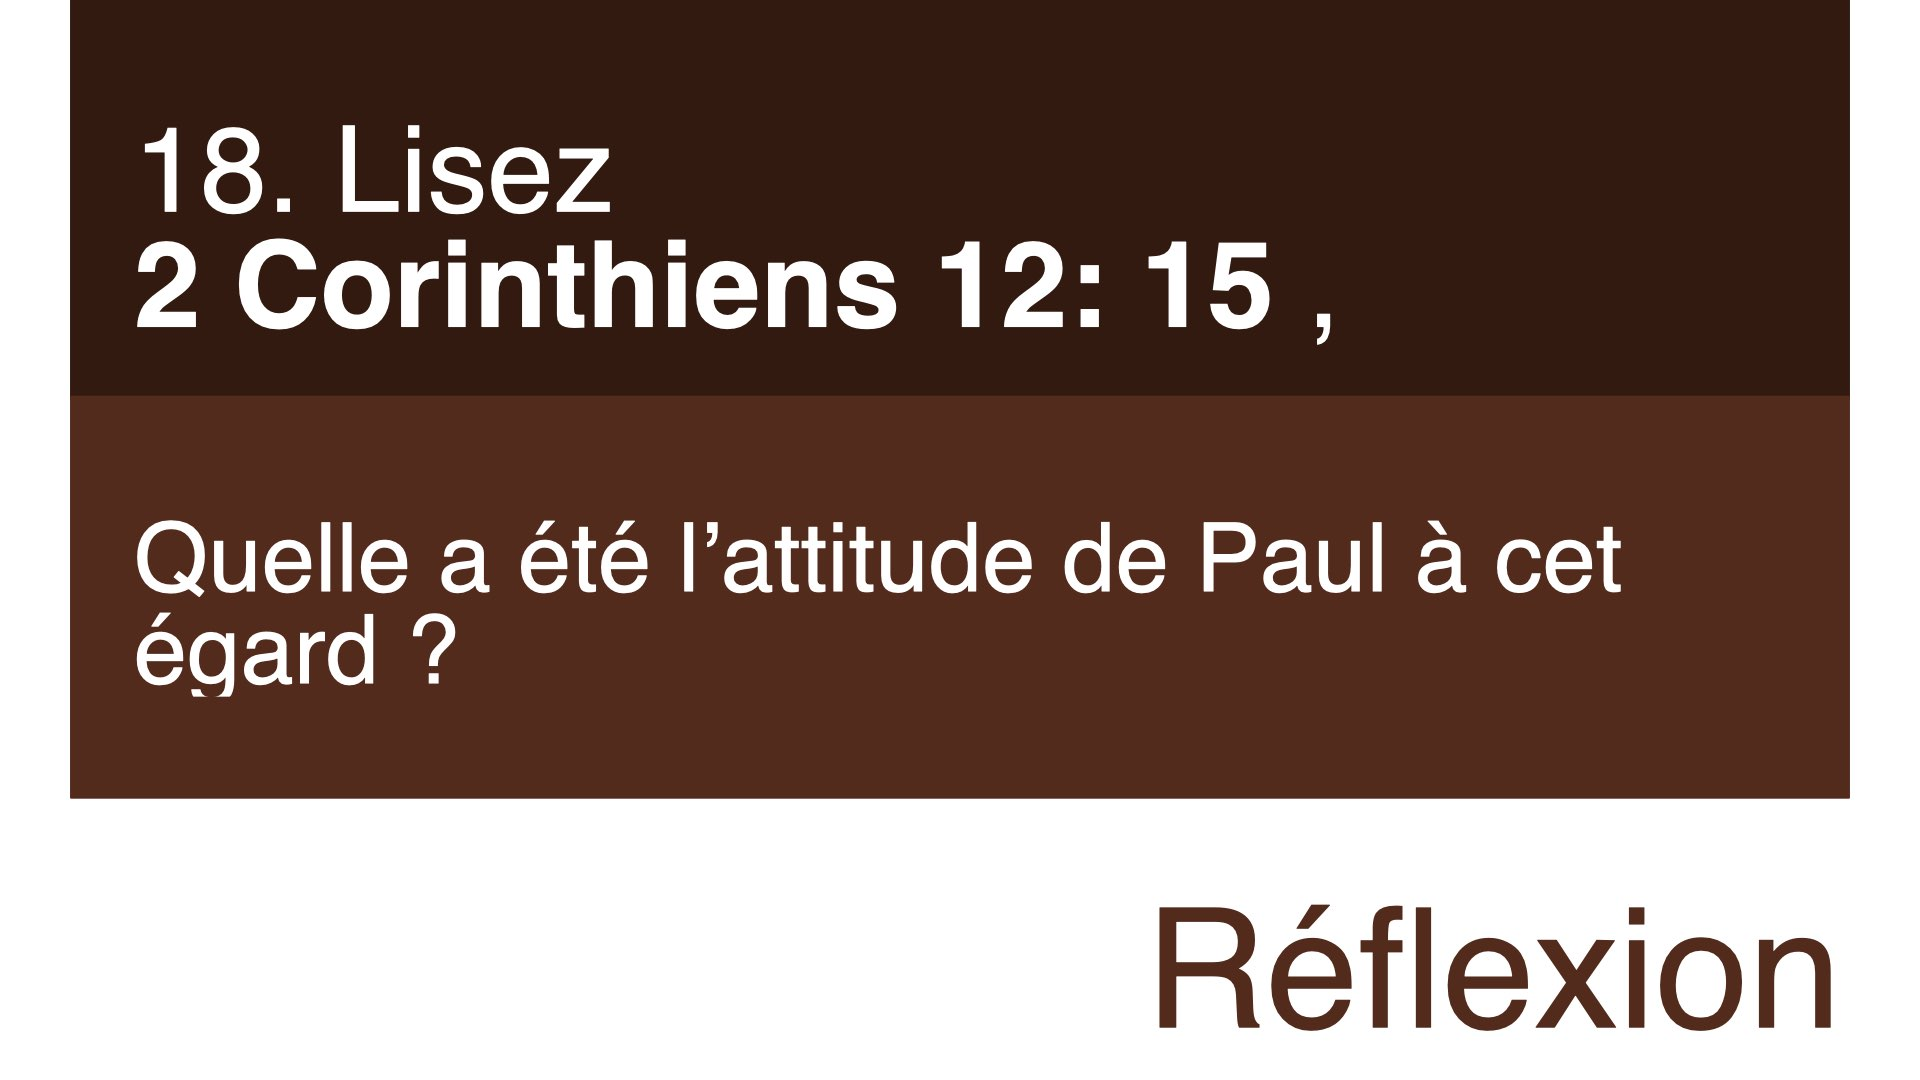 18. Lisez
2 Corinthiens 12: 15 ,
Quelle a été l’attitude de Paul à cet
égard ?
Réflexion